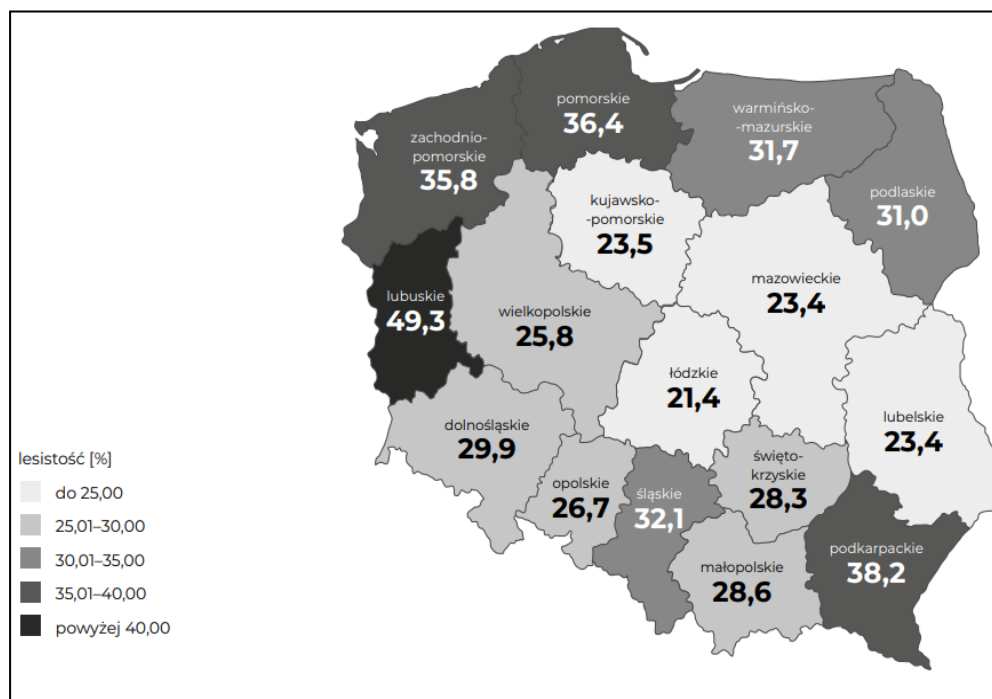 pomorskie
36,4
warmińsko-
-mazurskie
31,7
zachodnio-
pomorskie
35,8
podlaskie
31,0
kujawsko-
-pomorskie
23,5
mazowieckie
23,4
lubuskie
49,3
wielkopolskie
25,8
łódzkie
21,4
lubelskie
23,4
dolnośląskie
29,9
święto-
krzyskie
28,3
opolskie
26,7
śląskie
32,1
podkarpackie
38,2
małopolskie
28,6
lesistość [%]
do 25,00
25,01–30,00
30,01–35,00
35,01–40,00
powyżej 40,00